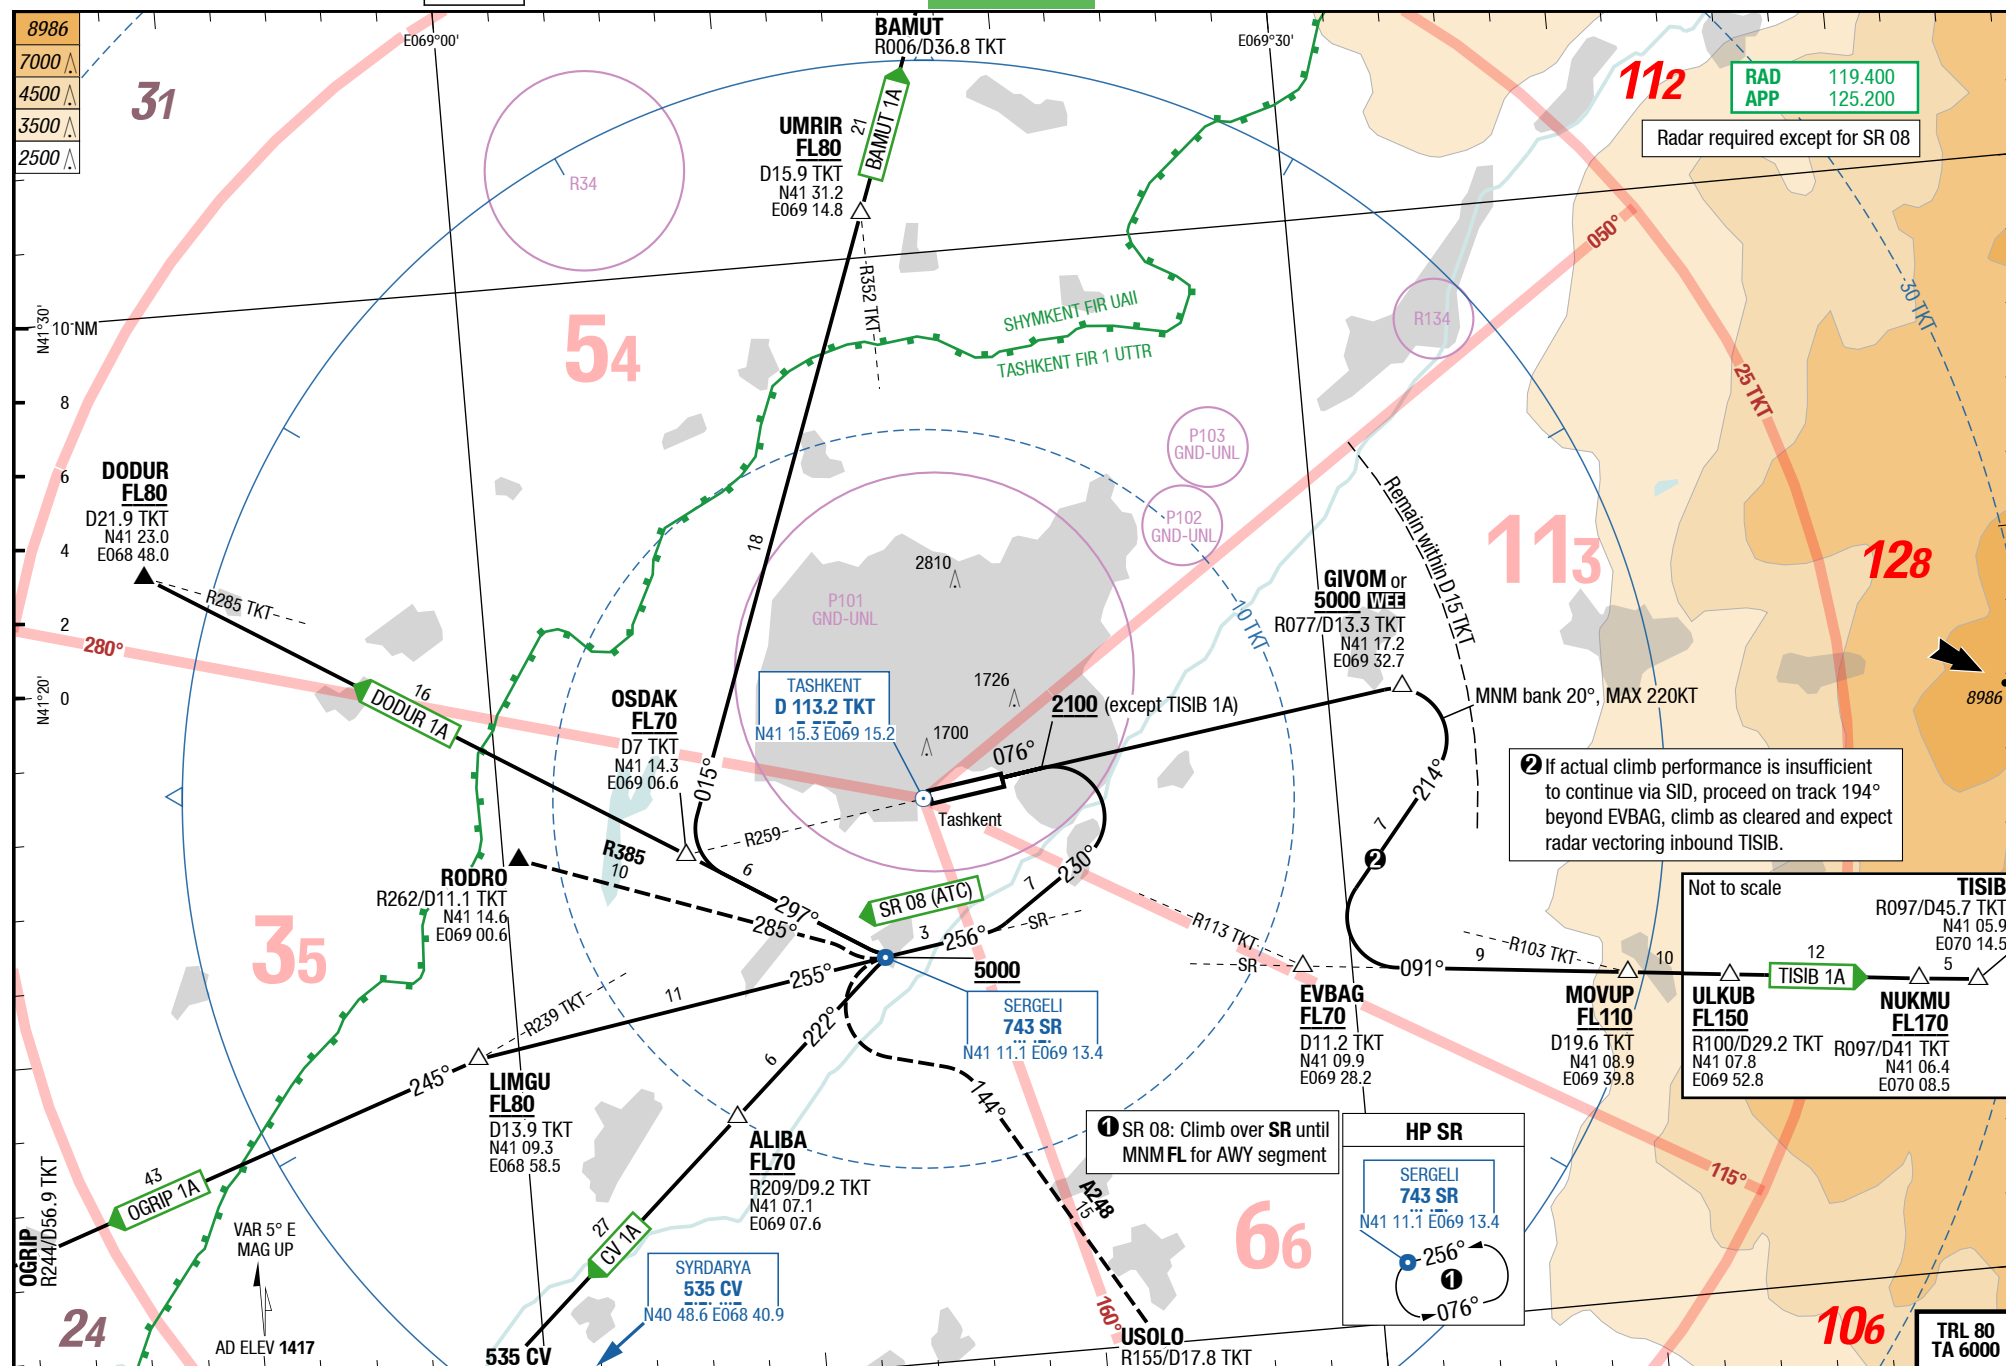 8986
7000
4500
3500
2500
31
E069°00'
BAMUT
R006/D36.8 TKT
E069°30'
112
RAD 119.400
APP 125.200
Radar required except for SR 08
R34
21
BAMUT 1A
UMRIR
FL80
D15.9 TKT
N41 31.2
E069 14.8
R352 TKT
050°
30 TKT
N41°30'
10 NM
8
6
4
2
0
N41°20'
54
SHYMKENT FIR UAII
TASHKENT FIR 1 UTTR
R134
25 TKT
P103
GND-UNL
P102
GND-UNL
DODUR
FL80
D21.9 TKT
N41 23.0
E068 48.0
R285 TKT
280°
18
2810
P101
GND-UNL
10 TKT
Remain within D15 TKT
113
128
GIVOM or
5000 WEE
R077/D13.3 TKT
N41 17.2
E069 32.7
8986
16
DODUR 1A
OSDAK
FL70
D7 TKT
N41 14.3
E069 06.6
015°
TASHKENT
D 113.2 TKT
N41 15.3 E069 15.2
1726
1700
2100 (except TISIB 1A)
076°
MNM bank 20°, MAX 220KT
214°
7
2
2 If actual climb performance is insufficient
to continue via SID, proceed on track 194°
beyond EVBAG, climb as cleared and expect
radar vectoring inbound TISIB.
Tashkent
R259
R385
10
6
297°
285°
RODRO
R262/D11.1 TKT
N41 14.6
E069 00.6
SR 08 (ATC)
7
230°
3
256°
SR
R113 TKT
SR
35
Not to scale
TISIB
R097/D45.7 TKT
N41 05.9
E070 14.5
R103 TKT
091°
9
10
12
TISIB 1A
5
255°
11
R239 TKT
222°
6
5000
SERGELI
743 SR
N41 11.1 E069 13.4
EVBAG
FL70
D11.2 TKT
N41 09.9
E069 28.2
MOVUP
FL110
D19.6 TKT
N41 08.9
E069 39.8
ULKUB
FL150
R100/D29.2 TKT
N41 07.8
E069 52.8
NUKMU
FL170
R097/D41 TKT
N41 06.4
E070 08.5
245°
LIMGU
FL80
D13.9 TKT
N41 09.3
E068 58.5
144°
ALIBA
FL70
R209/D9.2 TKT
N41 07.1
E069 07.6
1 SR 08: Climb over SR until
MNM FL for AWY segment
HP SR
SERGELI
743 SR
N41 11.1 E069 13.4
256°
1
076°
115°
43
OGRIP 1A
OGRIP
R244/D56.9 TKT
VAR 5° E
MAG UP
AD ELEV 1417
24
27
CV 1A
SYRDARYA
535 CV
N40 48.6 E068 40.9
535 CV
A248
15
160°
66
USOLO
R155/D17.8 TKT
106
TRL 80
TA 6000